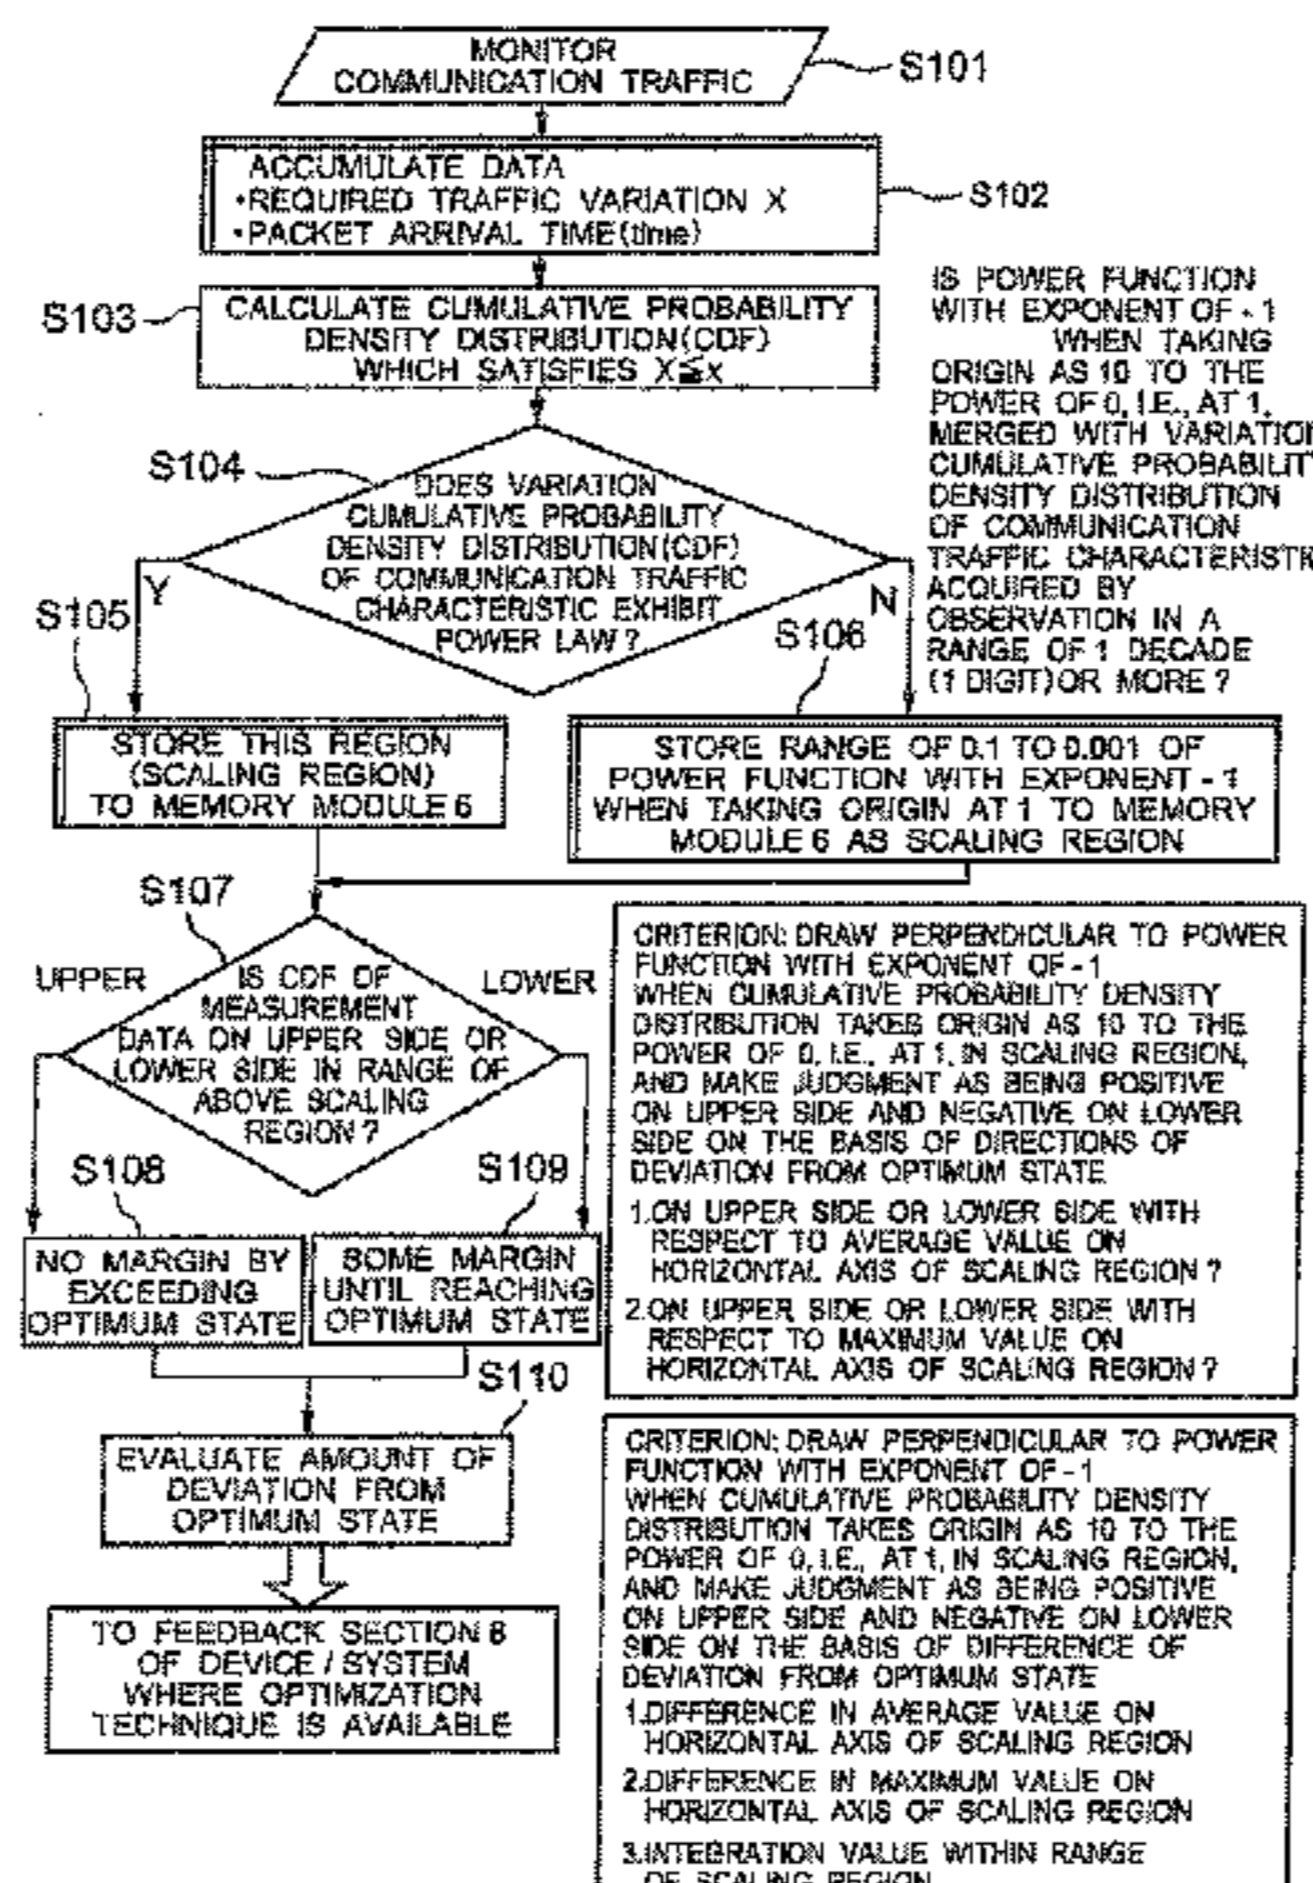 MONITOR
COMMUNICATION TRAFFIC
S101
ACCUMULATE DATA
•REQUIRED TRAFFIC VARIATION X
•PACKET ARRIVAL TIME(time)
S102
S103
CALCULATE CUMULATIVE PROBABILITY
DENSITY DISTRIBUTION(CDF)
WHICH SATISFIES X≦x
S104
DOES VARIATION
CUMULATIVE PROBABILITY
DENSITY DISTRIBUTION(CDF)
OF COMMUNICATION TRAFFIC
CHARACTERISTIC EXHIBIT
POWER LAW?
Y
N
IS POWER FUNCTION
WITH EXPONENT OF -1
WHEN TAKING
ORIGIN AS 10 TO THE
POWER OF 0, I.E., AT 1,
MERGED WITH VARIATION
CUMULATIVE PROBABILITY
DENSITY DISTRIBUTION
OF COMMUNICATION
TRAFFIC CHARACTERISTIC
ACQUIRED BY
OBSERVATION IN A
RANGE OF 1 DECADE
(1 DIGIT)OR MORE?
S105
STORE THIS REGION
(SCALING REGION)
TO MEMORY MODULE 6
S106
STORE RANGE OF 0.1 TO 0.001 OF
POWER FUNCTION WITH EXPONENT -1
WHEN TAKING ORIGIN AT 1 TO MEMORY
MODULE 6 AS SCALING REGION
S107
UPPER
LOWER
IS CDF OF
MEASUREMENT
DATA ON UPPER SIDE OR
LOWER SIDE IN RANGE OF
ABOVE SCALING
REGION?
CRITERION: DRAW PERPENDICULAR TO POWER
FUNCTION WITH EXPONENT OF -1
WHEN CUMULATIVE PROBABILITY DENSITY
DISTRIBUTION TAKES ORIGIN AS 10 TO THE
POWER OF 0, I.E., AT 1, IN SCALING REGION,
AND MAKE JUDGMENT AS BEING POSITIVE
ON UPPER SIDE AND NEGATIVE ON LOWER
SIDE ON THE BASIS OF DIRECTIONS OF
DEVIATION FROM OPTIMUM STATE
1.ON UPPER SIDE OR LOWER SIDE WITH
RESPECT TO AVERAGE VALUE ON
HORIZONTAL AXIS OF SCALING REGION?
2.ON UPPER SIDE OR LOWER SIDE WITH
RESPECT TO MAXIMUM VALUE ON
HORIZONTAL AXIS OF SCALING REGION?
S108
NO MARGIN BY
EXCEEDING
OPTIMUM STATE
S109
SOME MARGIN
UNTIL REACHING
OPTIMUM STATE
S110
EVALUATE AMOUNT OF
DEVIATION FROM
OPTIMUM STATE
TO FEEDBACK SECTION 8
OF DEVICE / SYSTEM
WHERE OPTIMIZATION
TECHNIQUE IS AVAILABLE
CRITERION: DRAW PERPENDICULAR TO POWER
FUNCTION WITH EXPONENT OF -1
WHEN CUMULATIVE PROBABILITY DENSITY
DISTRIBUTION TAKES ORIGIN AS 10 TO THE
POWER OF 0, I.E., AT 1, IN SCALING REGION,
AND MAKE JUDGMENT AS BEING POSITIVE
ON UPPER SIDE AND NEGATIVE ON LOWER
SIDE ON THE BASIS OF DIFFERENCE OF
DEVIATION FROM OPTIMUM STATE
1.DIFFERENCE IN AVERAGE VALUE ON
HORIZONTAL AXIS OF SCALING REGION
2.DIFFERENCE IN MAXIMUM VALUE ON
HORIZONTAL AXIS OF SCALING REGION
3.INTEGRATION VALUE WITHIN RANGE
OF SCALING REGION